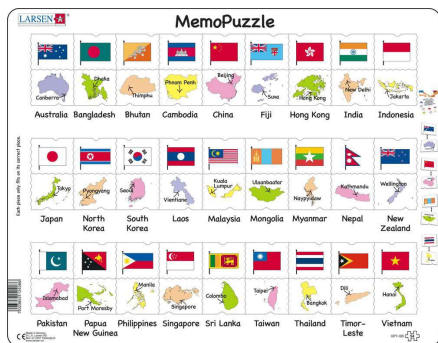 LARSEN
MemoPuzzle
Canberra Dhaka Thimphu Phnom Penh Beijing Suva Hong Kong New Delhi Jakarta
Australia Bangladesh Bhutan Cambodia China Fiji Hong Kong India Indonesia
Each piece only fits on its correct place.
Tokyo Pyongyang Seoul Vientiane Kuala Lumpur Ulaanbaatar Naypyidaw Kathmandu Wellington
Japan North Korea South Korea Laos Malaysia Mongolia Myanmar Nepal New Zealand
Islamabad Port Moresby Manila Singapore Colombo Taipei Bangkok Dili Hanoi
Pakistan Papua New Guinea Philippines Singapore Sri Lanka Taiwan Thailand Timor-Leste Vietnam
CE